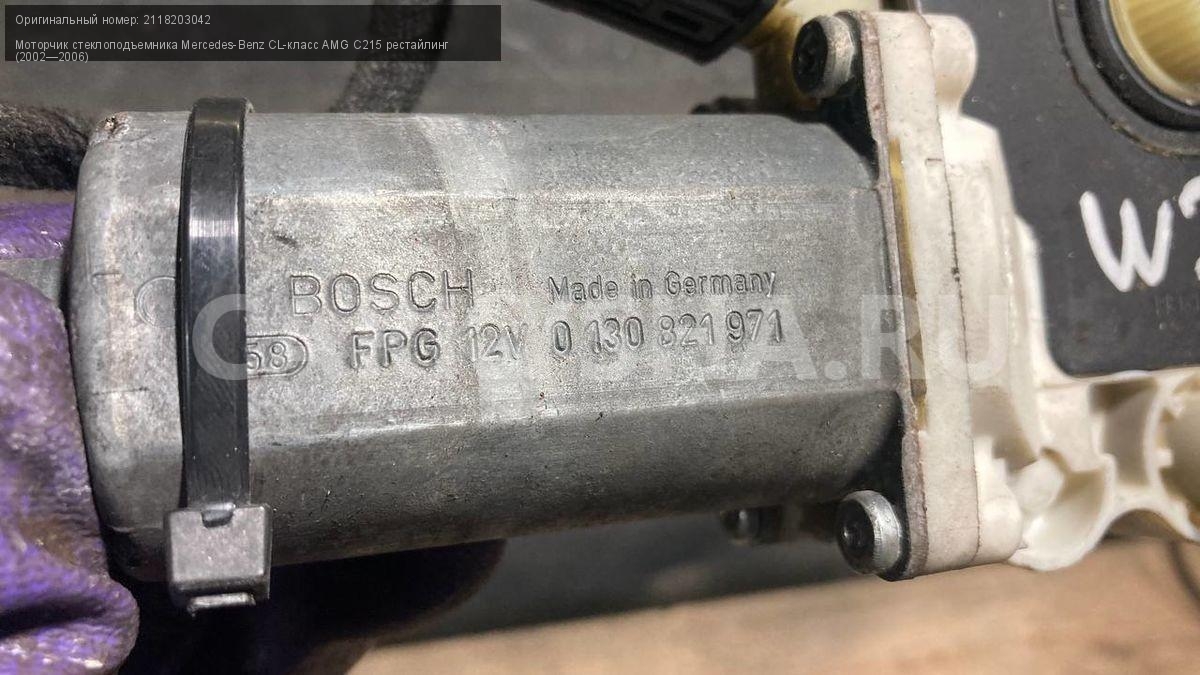 Оригинальный номер: 2118203042
Моторчик стеклоподъемника Mercedes-Benz CL-класс AMG C215 рестайлинг
(2002—2006)
BOSCH Made in Germany
58 FPG 12V 0 130 821 971
W